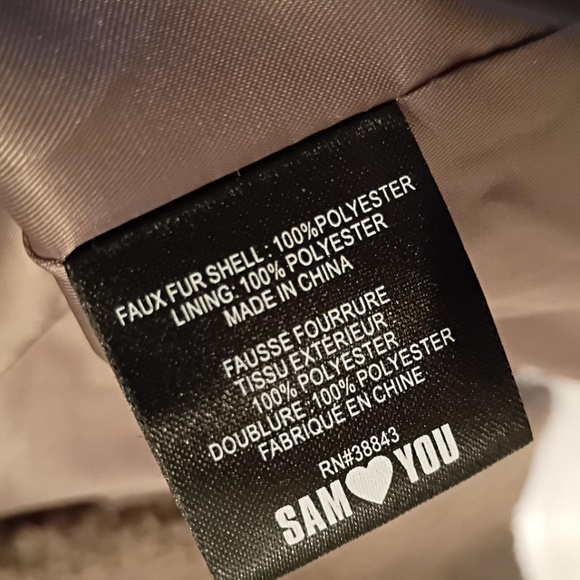 FAUX FUR SHELL : 100%POLYESTER
LINING: 100% POLYESTER
MADE IN CHINA
FAUSSE FOURRURE
TISSU EXTÉRIEUR
100% POLYESTER
DOUBLURE :100% POLYESTER
FABRIQUÉ EN CHINE
RN#38843
SAM♥YOU